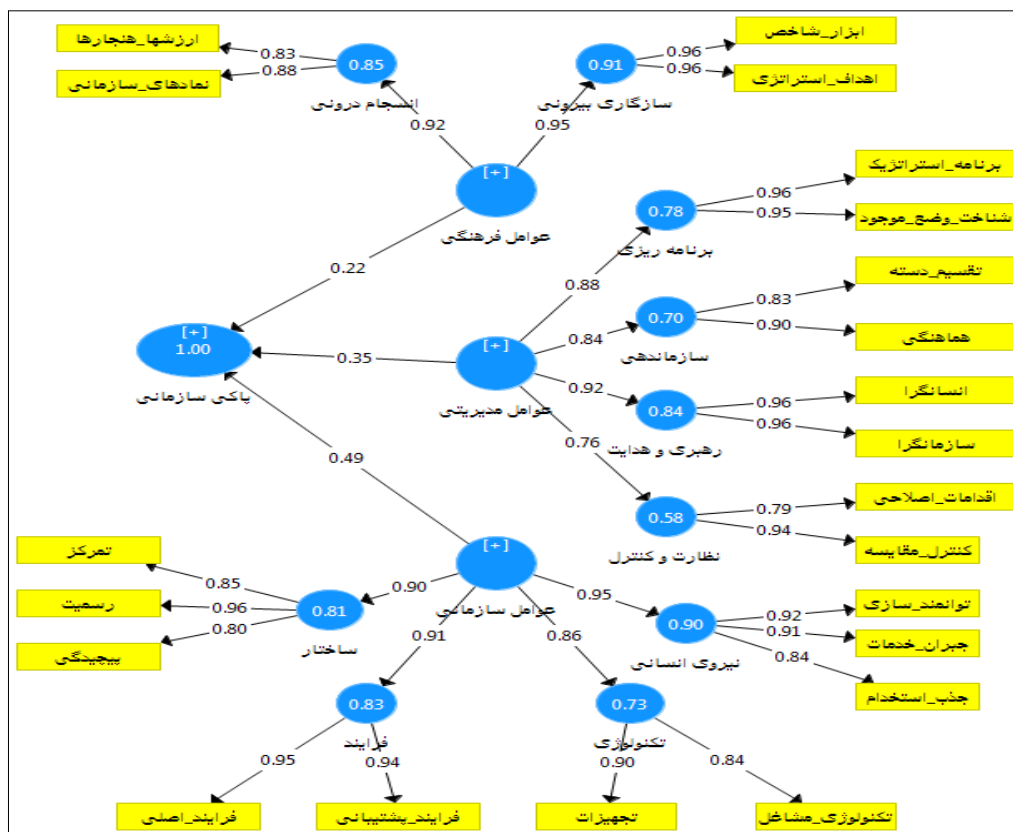 ارزشها_هنجارها
0.83
0.88
نمادهای_سازمانی
0.85
انسجام درونی
0.92
ابزار_شاخص
0.96
0.96
اهداف_استراتژی
0.91
سازگاری بیرونی
0.95
[+]
عوامل فرهنگی
0.22
برنامه_استراتژیک
0.96
0.95
شناخت_وضع_موجود
0.78
برنامه ریزی
0.88
تقسیم_دسته
0.83
0.90
هماهنگی
0.70
سازماندهی
0.84
[+]
1.00
پاکی سازمانی
0.35
[+]
عوامل مدیریتی
0.92
انسانگرا
0.96
0.96
سازمانگرا
0.84
رهبری و هدایت
0.76
0.49
اقدامات_اصلاحی
0.79
0.94
کنترل_مقایسه
0.58
نظارت و کنترل
[+]
عوامل سازمانی
تمرکز
0.85
رسمیت
0.96
0.80
پیچیدگی
0.81
ساختار
0.90
0.95
توانمند_سازی
0.92
0.91
جبران_خدمات
0.84
جذب_استخدام
0.90
نیروی انسانی
0.91
0.86
0.83
فرایند
0.95
0.94
فرایند_اصلی
فرایند_پشتیبانی
0.73
تکنولوژی
0.90
0.84
تجهیزات
تکنولوژی_مشاغل